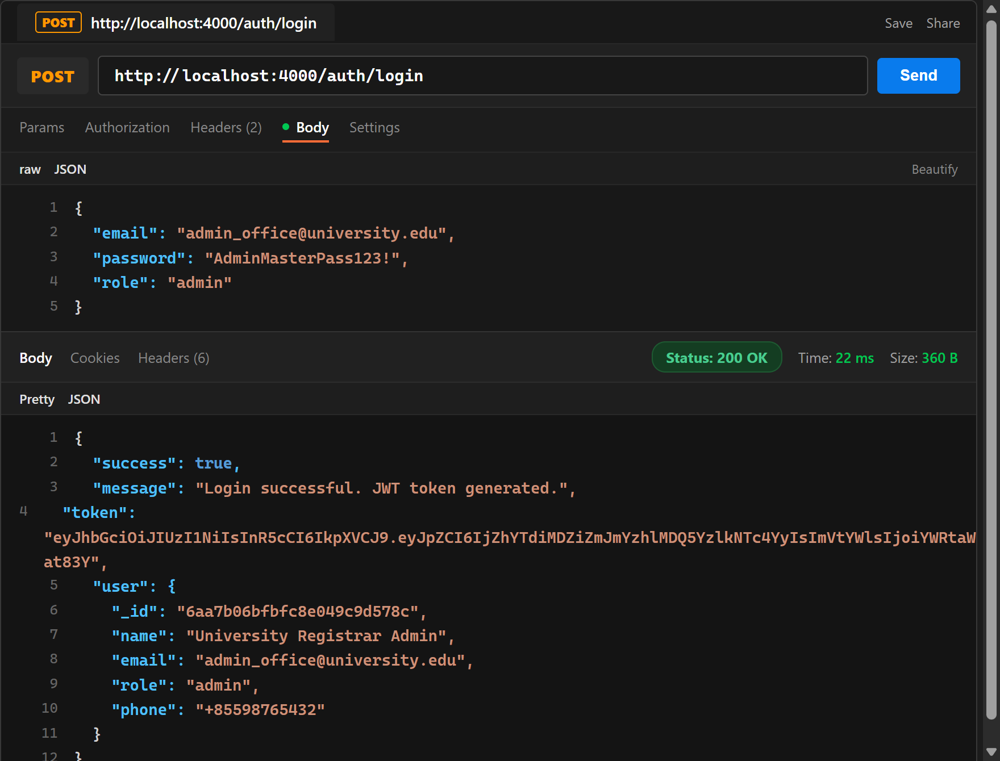 POST http://localhost:4000/auth/login Save Share
POST http://localhost:4000/auth/login Send
Params Authorization Headers (2) Body Settings
raw JSON Beautify
1 {
2 "email": "admin_office@university.edu",
3 "password": "AdminMasterPass123!",
4 "role": "admin"
5 }
Body Cookies Headers (6) Status: 200 OK Time: 22 ms Size: 360 B
Pretty JSON
1 {
2 "success": true,
3 "message": "Login successful. JWT token generated.",
4 "token":
"eyJhbGciOiJIUzI1NiIsInR5cCI6IkpXVCJ9.eyJpZCI6IjZhYTdiMDZiZmJmYzhlMDQ5YzlkNTc4YyIsImVtYWlsIjoiYWRtaW
at83Y",
5 "user": {
6 "_id": "6aa7b06bfbfc8e049c9d578c",
7 "name": "University Registrar Admin",
8 "email": "admin_office@university.edu",
9 "role": "admin",
10 "phone": "+85598765432"
11 }
12 }